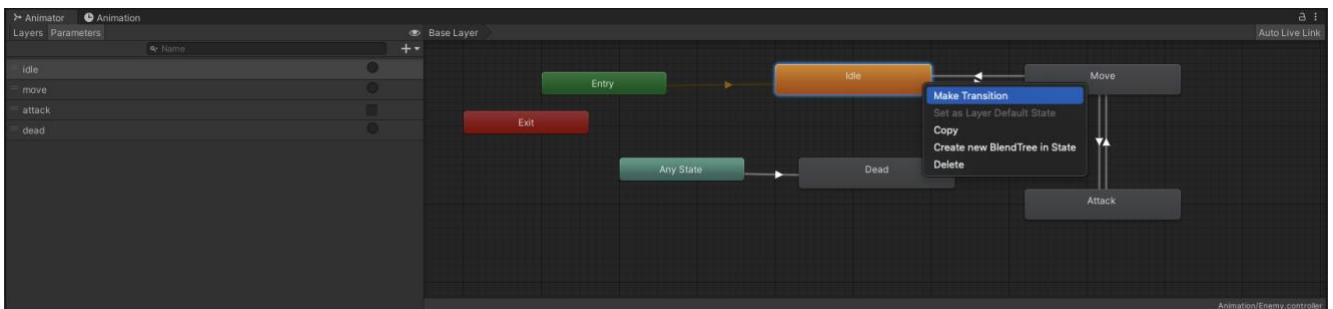 Animator Animation
Layers Parameters Base Layer Auto Live Link
Name
idle
move
attack
dead
Entry
Exit
Any State
Idle
Move
Dead
Attack
Make Transition
Set as Layer Default State
Copy
Create new BlendTree in State
Delete
Animation/Enemy.controller